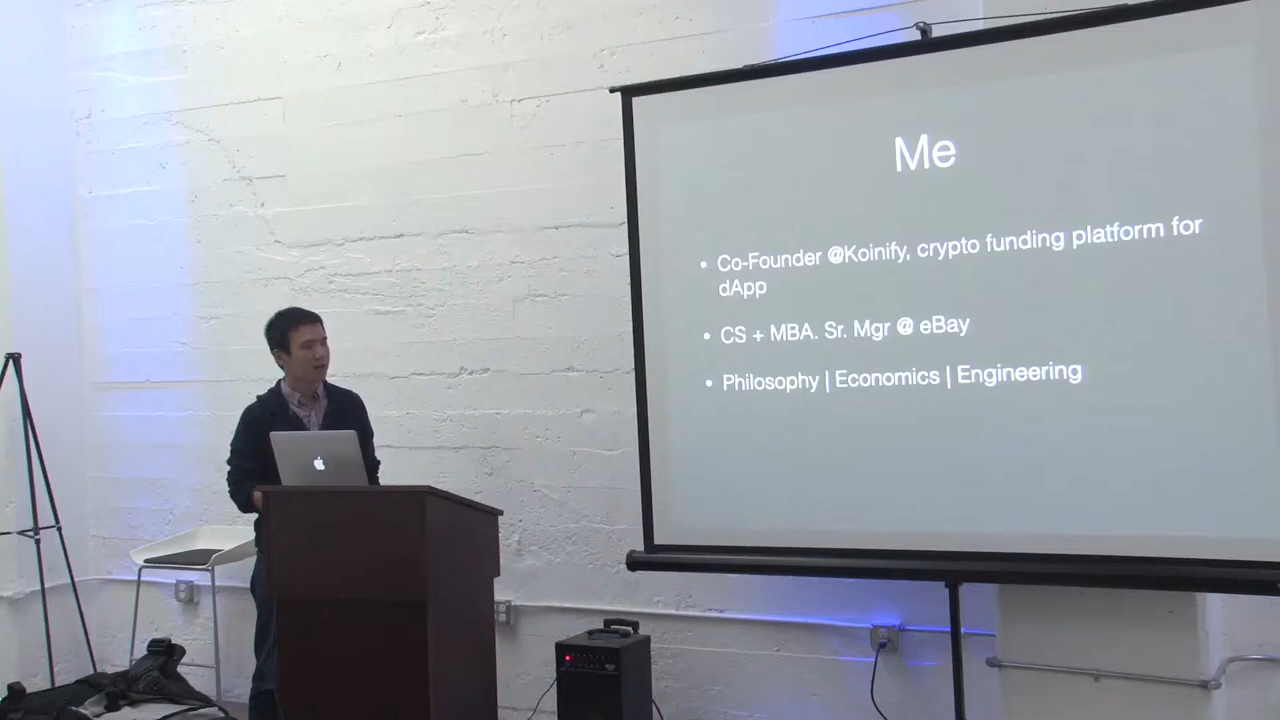 Me
• Co-Founder @Koinify, crypto funding platform for
dApp
• CS + MBA. Sr. Mgr @ eBay
• Philosophy | Economics | Engineering